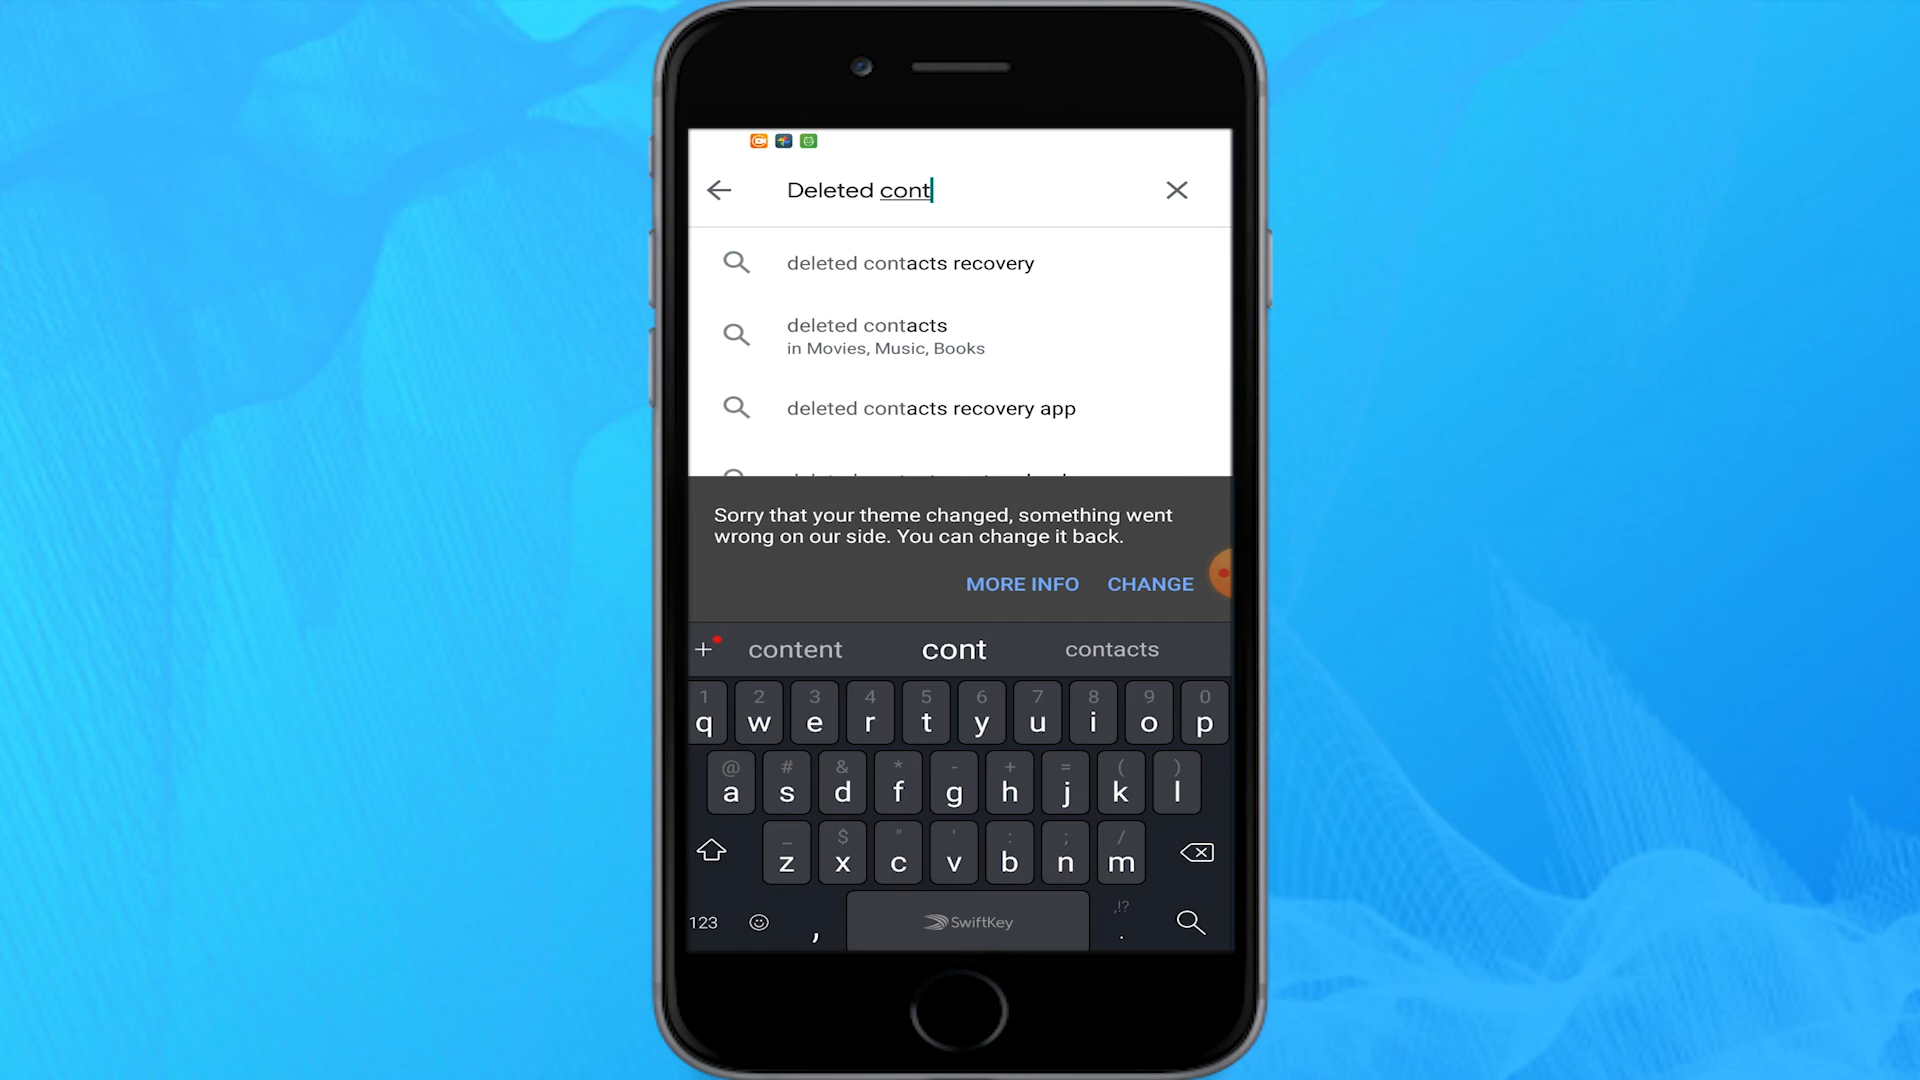 Deleted cont
deleted contacts recovery
deleted contacts
in Movies, Music, Books
deleted contacts recovery app
Sorry that your theme changed, something went
wrong on our side. You can change it back.
MORE INFO CHANGE
+ content cont contacts
1 2 3 4 5 6 7 8 9 0
q w e r t y u i o p
@ # & * - + = ( )
a s d f g h j k l
_ $ " ' : ; /
z x c v b n m
,!?
123 , SwiftKey .